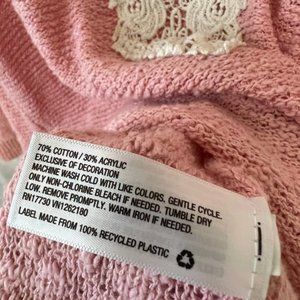 70% COTTON / 30% ACRYLIC
EXCLUSIVE OF DECORATION
MACHINE WASH COLD WITH LIKE COLORS. GENTLE CYCLE.
ONLY NON-CHLORINE BLEACH IF NEEDED. TUMBLE DRY
LOW. REMOVE PROMPTLY. WARM IRON IF NEEDED.
RN17730 VN1262180
LABEL MADE FROM 100% RECYCLED PLASTIC